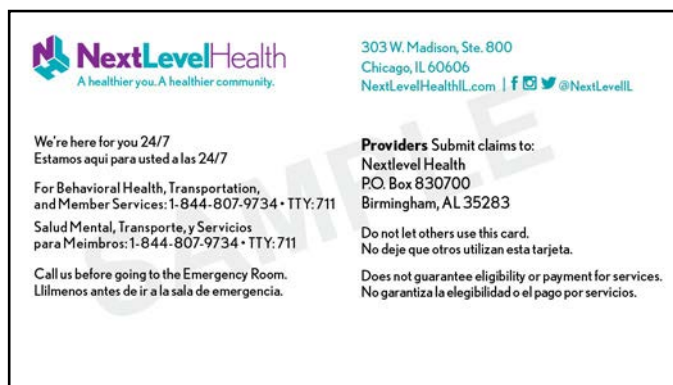 NextLevelHealth
A healthier you. A healthier community.
303 W. Madison, Ste. 800
Chicago, IL 60606
NextLevelHealthIL.com | @NextLevelIL
We're here for you 24/7
Estamos aqui para usted a las 24/7
For Behavioral Health, Transportation,
and Member Services: 1-844-807-9734 • TTY: 711
Salud Mental, Transporte, y Servicios
para Meimbros: 1-844-807-9734 • TTY: 711
Call us before going to the Emergency Room.
Llilmenos antes de ir a la sala de emergencia.
Providers Submit claims to:
Nextlevel Health
P.O. Box 830700
Birmingham, AL 35283
Do not let others use this card.
No deje que otros utilizan esta tarjeta.
Does not guarantee eligibility or payment for services.
No garantiza la elegibilidad o el pago por servicios.
SAMPLE